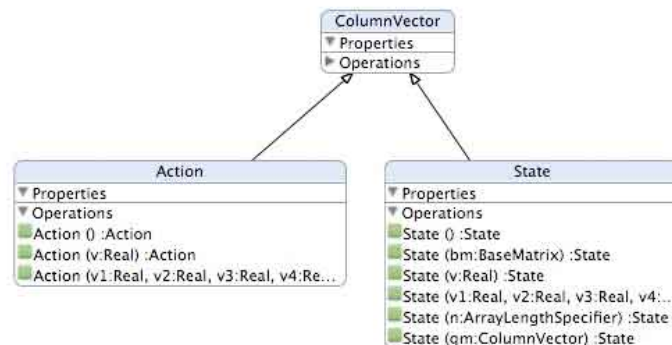 ColumnVector
Properties
Operations
Action
Properties
Operations
Action () :Action
Action (v:Real) :Action
Action (v1:Real, v2:Real, v3:Real, v4:Re...
State
Properties
Operations
State () :State
State (bm:BaseMatrix) :State
State (v:Real) :State
State (v1:Real, v2:Real, v3:Real, v4:...
State (n:ArrayLengthSpecifier) :State
State (gm:ColumnVector) :State